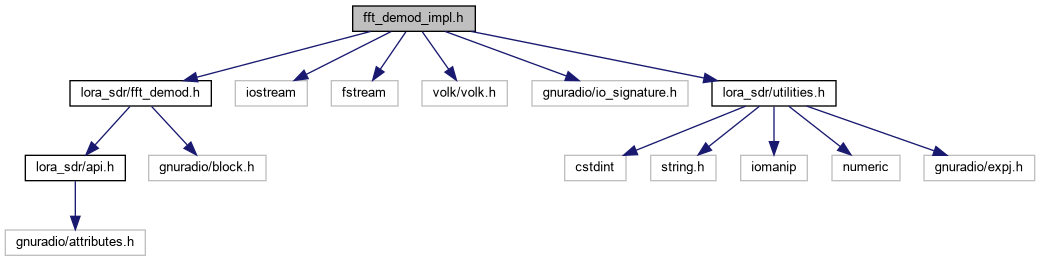 fft_demod_impl.h
lora_sdr/fft_demod.h
iostream
fstream
volk/volk.h
gnuradio/io_signature.h
lora_sdr/utilities.h
lora_sdr/api.h
gnuradio/block.h
cstdint
string.h
iomanip
numeric
gnuradio/expj.h
gnuradio/attributes.h